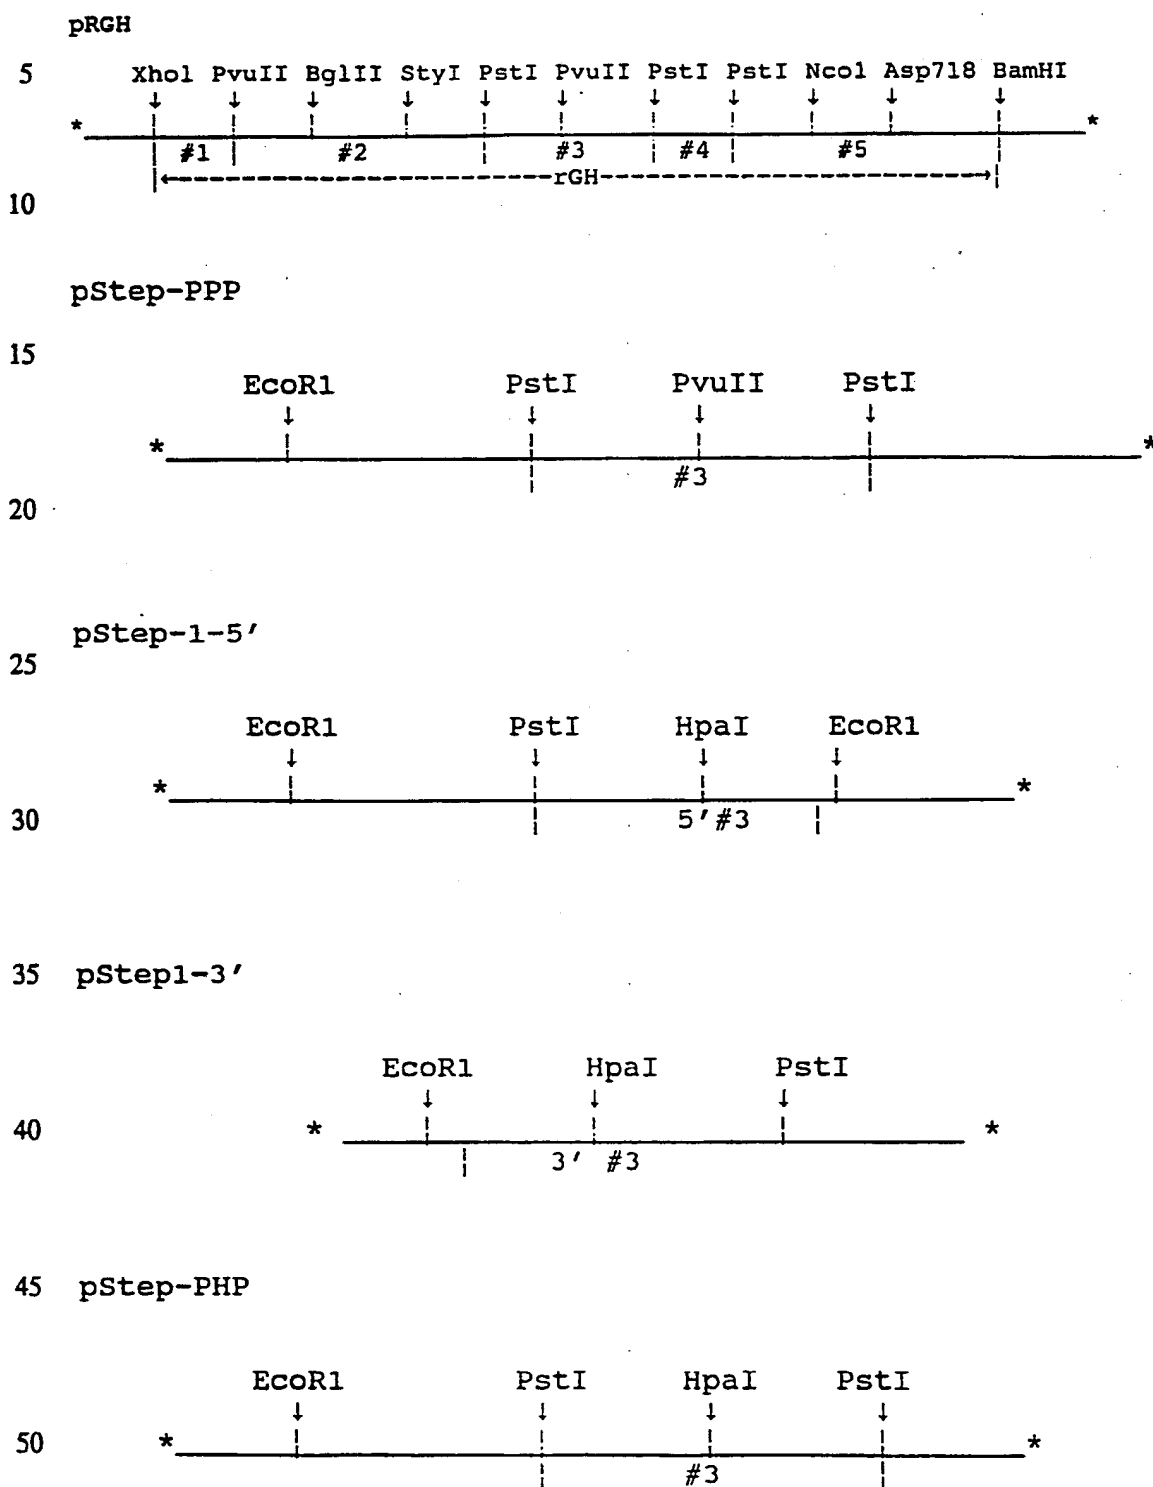 pRGH
5 Xho1 PvuII BglII StyI PstI PvuII PstI PstI Nco1 Asp718 BamHI
↓ ↓ ↓ ↓ ↓ ↓ ↓ ↓ ↓ ↓ ↓
* *
#1 #2 #3 #4 #5
←--------rGH--------→
10
pStep-PPP
15
EcoR1 PstI PvuII PstI
↓ ↓ ↓ ↓
* *
#3
20
pStep-1-5′
25
EcoR1 PstI HpaI EcoR1
↓ ↓ ↓ ↓
* *
30 5′#3
35 pStep1-3′
EcoR1 HpaI PstI
↓ ↓ ↓
40 * *
3′ #3
45 pStep-PHP
EcoR1 PstI HpaI PstI
↓ ↓ ↓ ↓
50 * *
#3